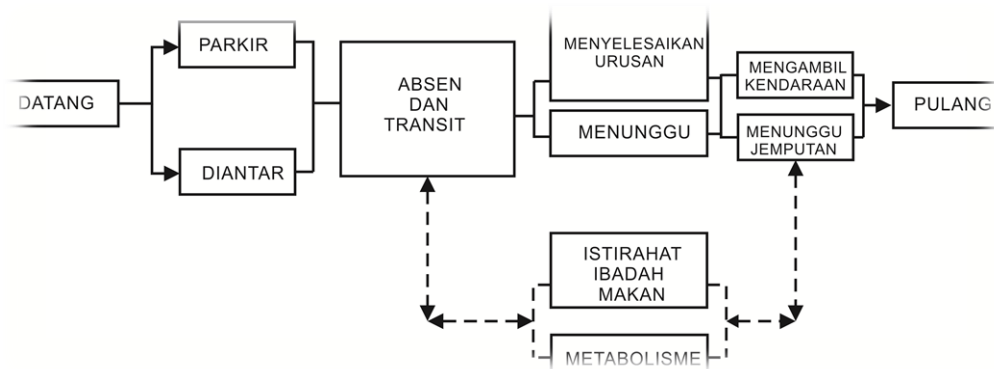 DATANG
PARKIR
DIANTAR
ABSEN
DAN
TRANSIT
MENYELESAIKAN
URUSAN
MENUNGGU
MENGAMBIL
KENDARAAN
MENUNGGU
JEMPUTAN
PULANG
ISTIRAHAT
IBADAH
MAKAN
METABOLISME